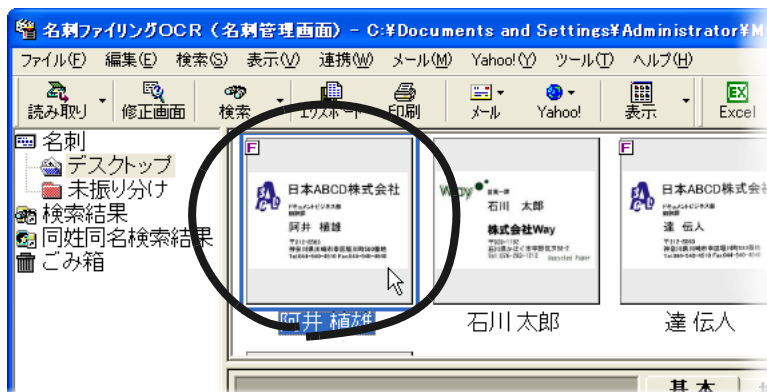 名刺ファイリングOCR (名刺管理画面) - C:¥Documents and Settings¥Administrator¥M
ファイル(F) 編集(E) 検索(S) 表示(V) 連携(W) メール(M) Yahoo!(Y) ツール(T) ヘルプ(H)
読み取り 修正画面 検索 エクスポート 印刷 メール Yahoo! 表示 Excel
名刺
デスクトップ
未振り分け
検索結果
同姓同名検索結果
ごみ箱
日本ABCD株式会社
阿井 植雄
阿井 植雄
Way
石川 太郎
株式会社Way
Recycled Paper
石川 太郎
日本ABCD株式会
達 伝人
達 伝人
基本